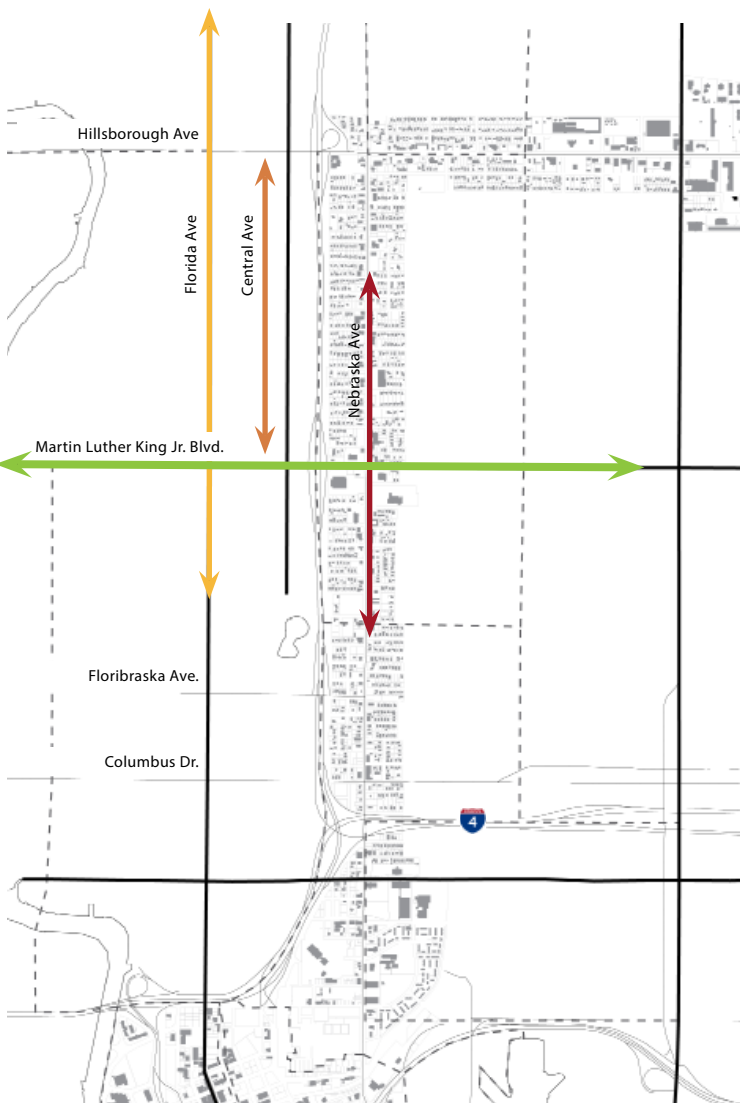 Hillsborough Ave
Florida Ave
Central Ave
Nebraska Ave
Martin Luther King Jr. Blvd.
Floribraska Ave.
Columbus Dr.
4